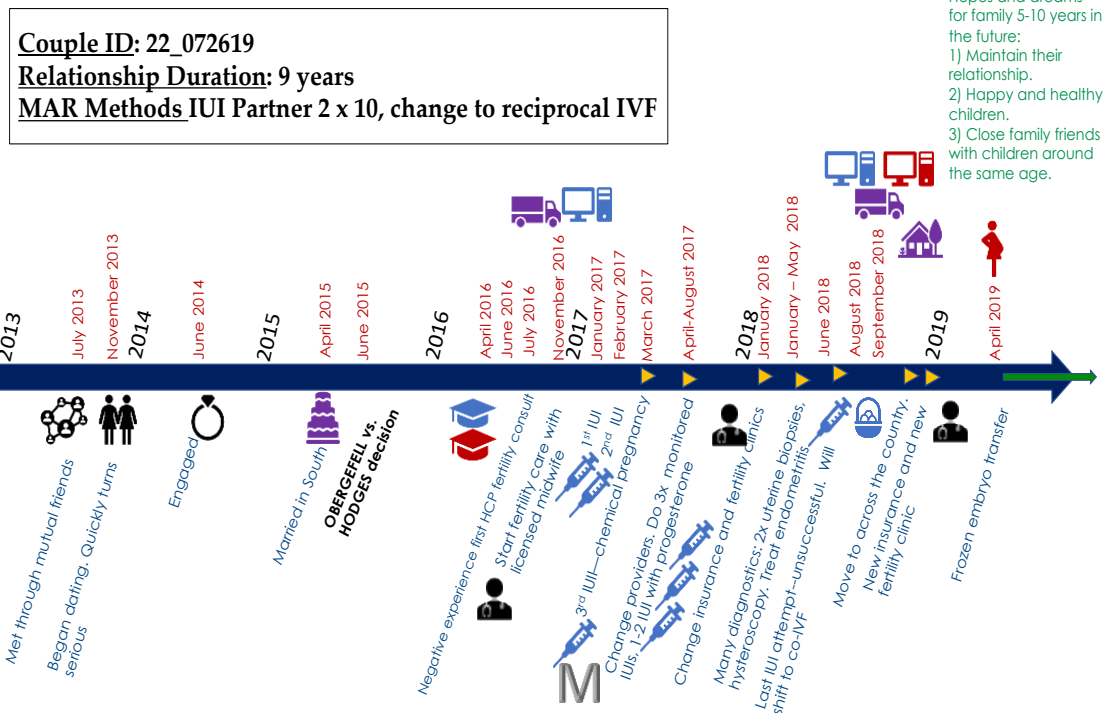 Couple ID: 22_072619
Relationship Duration: 9 years
MAR Methods IUI Partner 2 x 10, change to reciprocal IVF
for family 5-10 years in
the future:
1) Maintain their
relationship.
2) Happy and healthy
children.
3) Close family friends
with children around
the same age.
2013
July 2013
November 2013
2014
June 2014
2015
April 2015
June 2015
2016
April 2016
June 2016
July 2016
November 2016
2017
January 2017
February 2017
March 2017
April-August 2017
2018
January 2018
January – May 2018
June 2018
August 2018
September 2018
2019
April 2019
Met through mutual friends
Began dating. Quickly turns
serious
Engaged
Married in South
OBERGEFELL vs.
HODGES decision
Negative experience first HCP fertility consult
Start fertility care with
licensed midwife
1st IUI
2nd IUI
3rd IUII—chemical pregnancy
M
Change providers. Do 3x monitored
IUIs, 1-2 IUI with progesterone
Change insurance and fertility clinics
Many diagnostics: 2x uterine biopsies,
hysteroscopy. Treat endometritis
Last IUI attempt--unsuccessful. Will
shift to co-IVF
Move to across the country.
New insurance and new
fertility clinic
Frozen embryo transfer